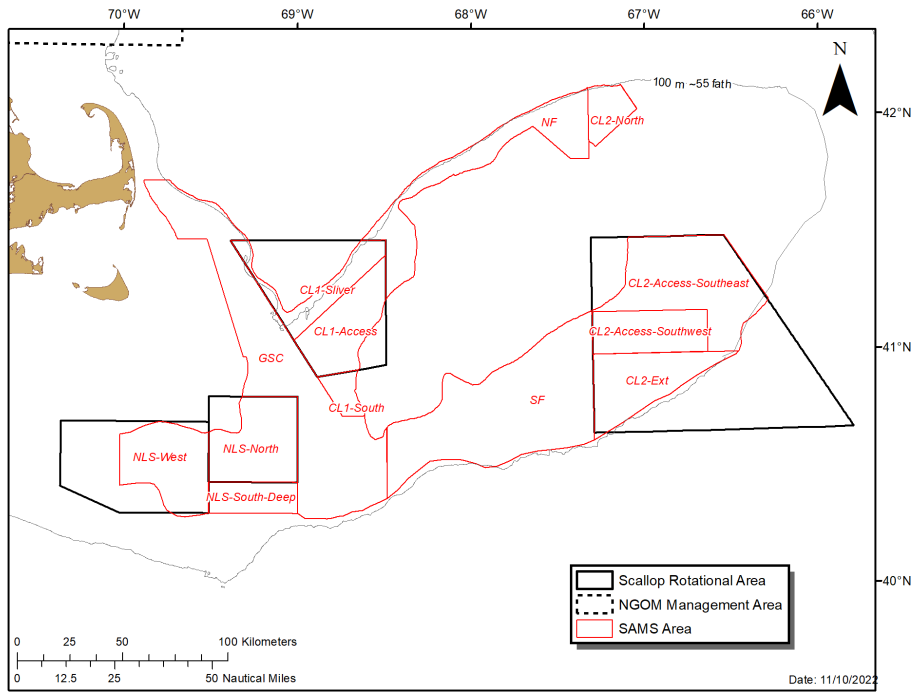 70°W 69°W 68°W 67°W 66°W
N
100 m ~55 fath
42°N
NF
CL2-North
CL2-Access-Southeast
CL1-Sliver
CL1-Access
CL2-Access-Southwest
41°N
GSC
CL2-Ext
CL1-South
SF
NLS-North
NLS-West
NLS-South-Deep
40°N
Scallop Rotational Area
NGOM Management Area
SAMS Area
0 25 50 100 Kilometers
0 12.5 25 50 Nautical Miles
Date: 11/10/2022